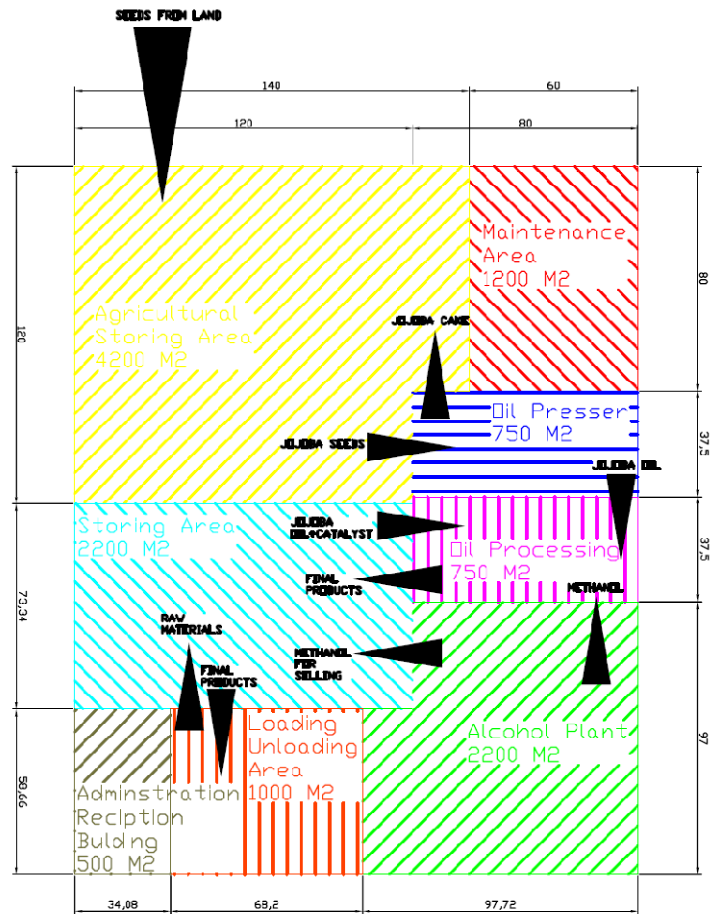 SEEDS FROM LAND
140
60
120
80
Maintenance
Area
1200 M2
80
Agricultural
Storing Area
4200 M2
120
JOJOBA CAKE
Oil Presser
750 M2
37,5
JOJOBA SEEDS
JOJOBA OIL
Storing Area
2200 M2
JOJOBA
OIL+CATALYST
Oil Processing
750 M2
37,5
FINAL
PRODUCTS
METHANOL
73,34
RAW
MATERIALS
FINAL
PRODUCTS
METHANOL
FOR
SELLING
Loading
Unloading
Area
1000 M2
Alcohol Plant
2200 M2
97
Adminstration
Reciption
Bulding
500 M2
58,66
34,08
68,2
97,72